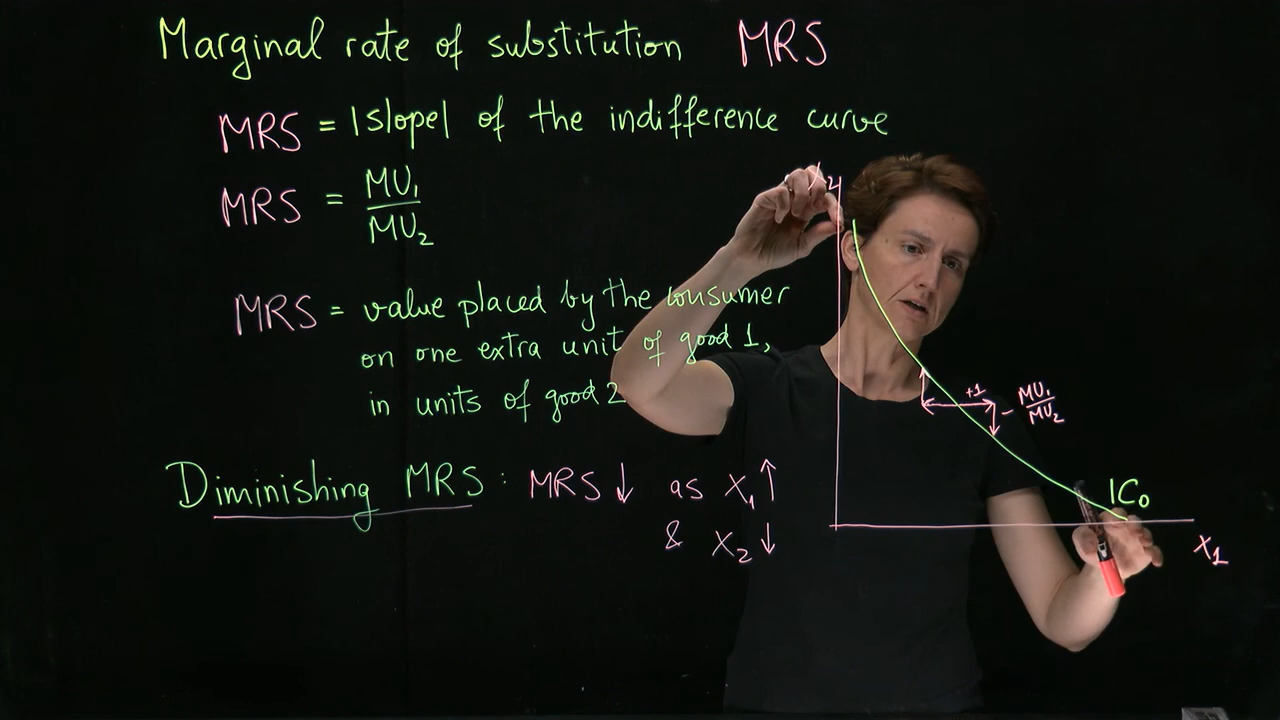 Marginal rate of substitution MRS
MRS = |slope| of the indifference curve
MRS = MU₁/MU₂
MRS = value placed by the consumer
on one extra unit of good 1,
in units of good 2
Diminishing MRS : MRS ↓ as X₁ ↑
& X₂ ↓
X₂
+1
- MU₁/MU₂
IC₀
X₁